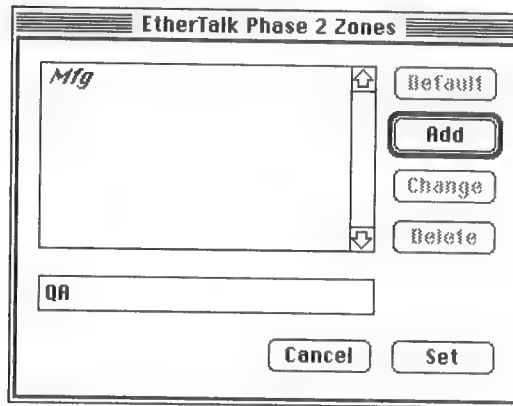 EtherTalk Phase 2 Zones
Mfg
Default
Add
Change
Delete
QA
Cancel
Set